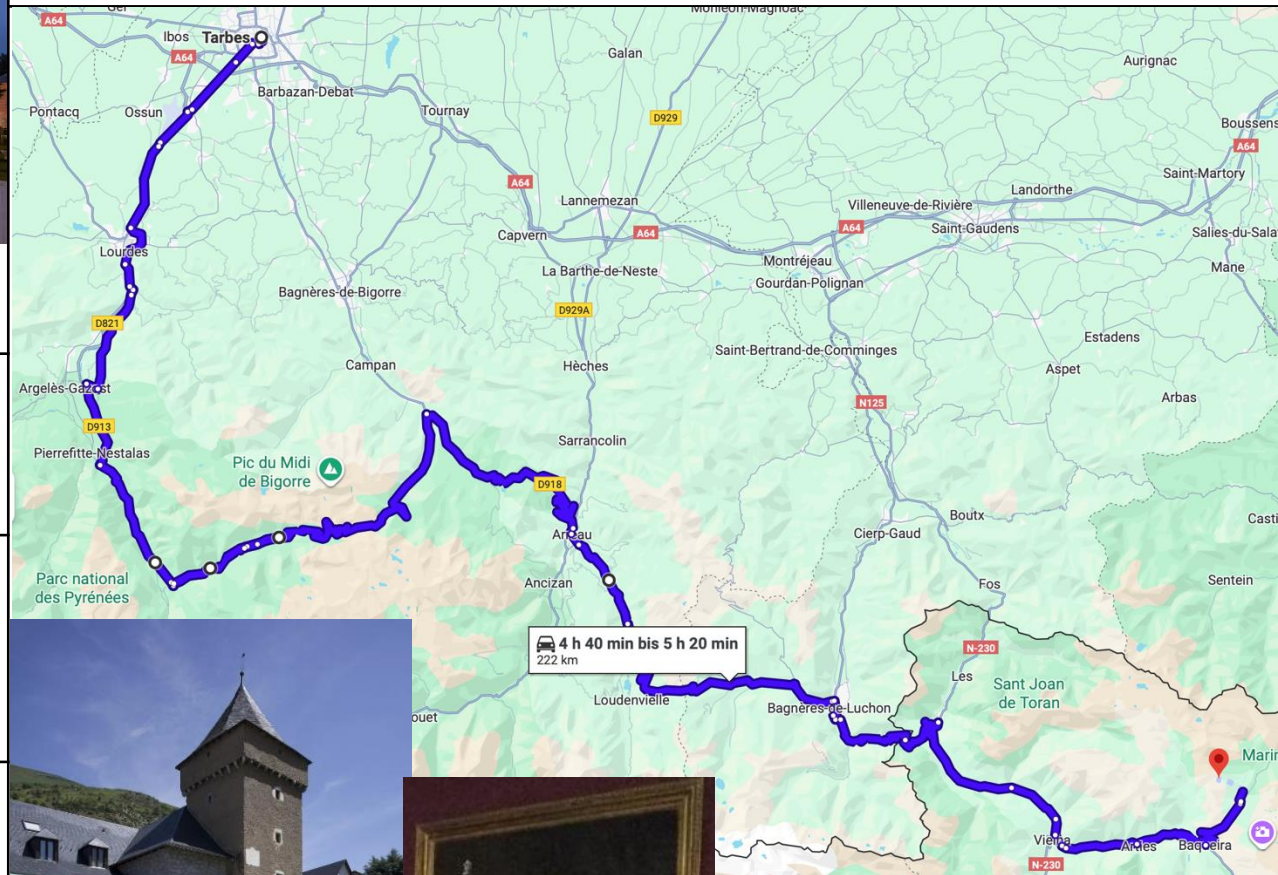 A64
Ibos
Tarbes
Galan
Aurignac
A64
Barbazan-Debat
Pontacq
Ossun
Tournay
D929
Boussens
A64
A64
Saint-Martory
Lannemezan
Landorthe
Villeneuve-de-Rivière
Saint-Gaudens
A64
A64
Capvern
Lourdes
Salies-du-Salat
Montréjeau
La Barthe-de-Neste
Mane
Gourdan-Polignan
Bagnères-de-Bigorre
D929A
D821
Estadens
Saint-Bertrand-de-Comminges
Campan
Hèches
Aspet
Argelès-Gazost
Arbas
N125
D913
Sarrancolin
Pierrefitte-Nestalas
Pic du Midi
de Bigorre
D918
Boutx
Arreau
Cierp-Gaud
Parc national
des Pyrénées
Ancizan
Fos
Sentein
4 h 40 min bis 5 h 20 min
222 km
N-230
Les
Sant Joan
de Toran
Loudenvielle
Bagnères-de-Luchon
ouet
Marin
Vielha
Arties
Baqueira
N-230